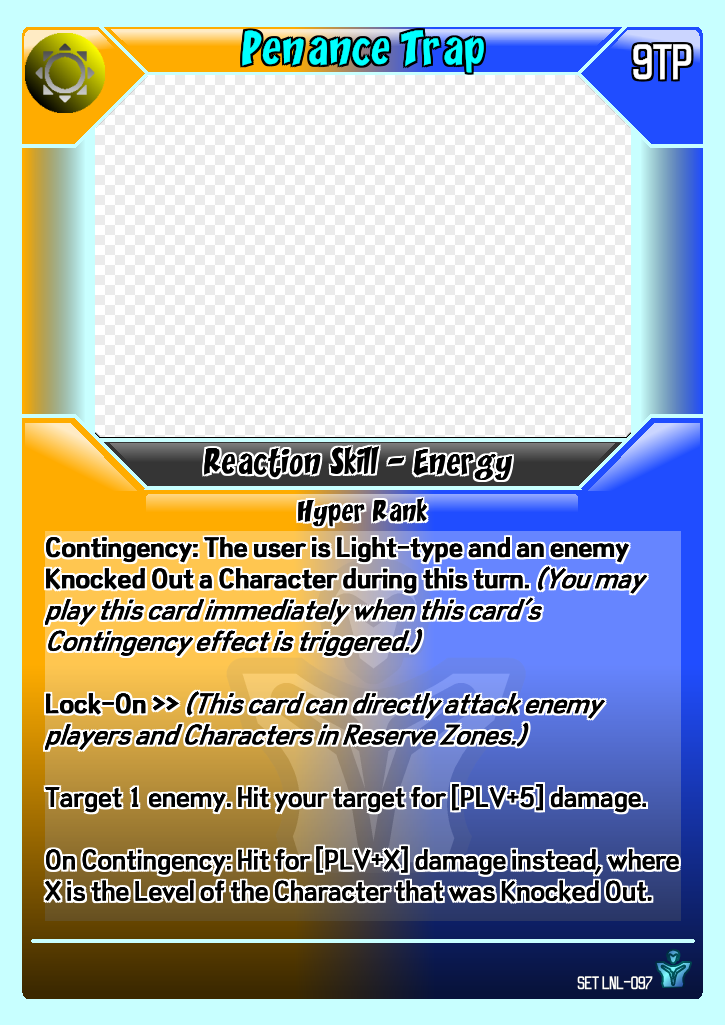 Penance Trap
9TP
Reaction Skill - Energy
Hyper Rank
Contingency: The user is Light-type and an enemy
Knocked Out a Character during this turn. (You may
play this card immediately when this card's
Contingency effect is triggered.)
Lock-On >> (This card can directly attack enemy
players and Characters in Reserve Zones.)
Target 1 enemy. Hit your target for [PLV+5] damage.
On Contingency: Hit for [PLV+X] damage instead, where
X is the Level of the Character that was Knocked Out.
SET LNL-097